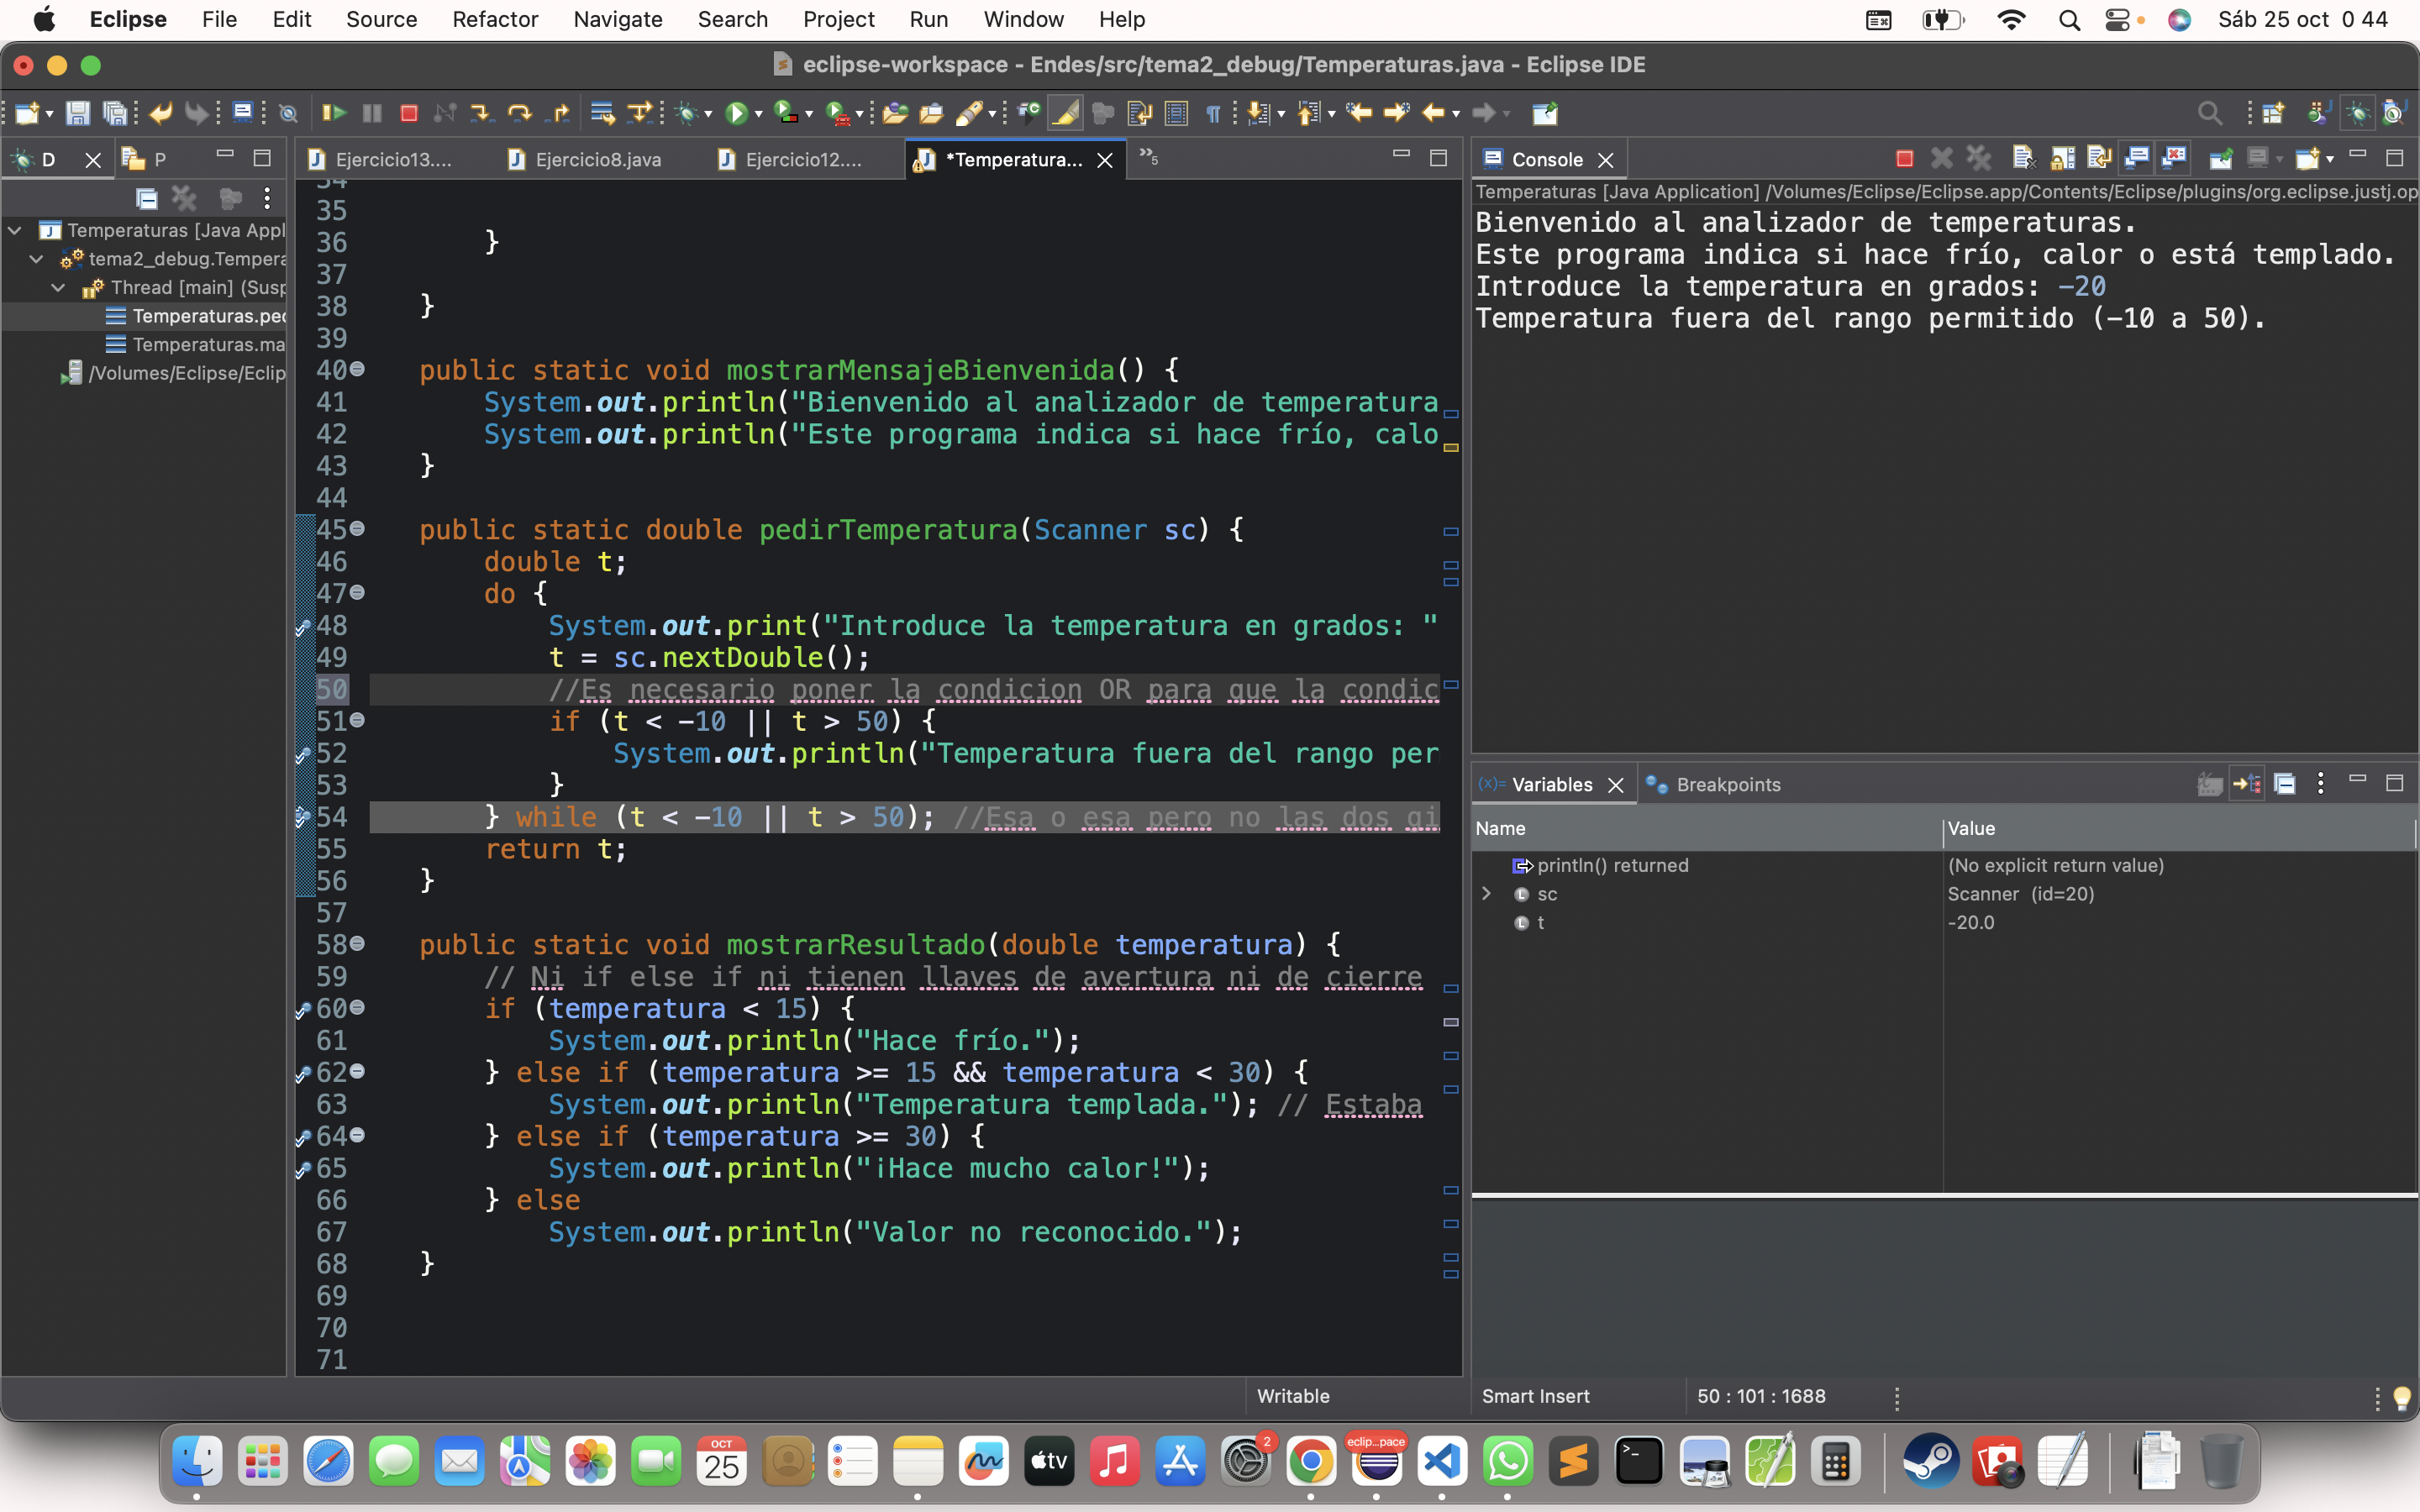 Eclipse File Edit Source Refactor Navigate Search Project Run Window Help Sáb 25 oct 0 44
eclipse-workspace - Endes/src/tema2_debug/Temperaturas.java - Eclipse IDE
D P
Temperaturas [Java Appl
tema2_debug.Tempera
Thread [main] (Susp
Temperaturas.ped
Temperaturas.ma
/Volumes/Eclipse/Eclip
Ejercicio13.... Ejercicio8.java Ejercicio12.... *Temperatura... »5
34
35
36 }
37
38 }
39
40 public static void mostrarMensajeBienvenida() {
41 System.out.println("Bienvenido al analizador de temperatura
42 System.out.println("Este programa indica si hace frío, calo
43 }
44
45 public static double pedirTemperatura(Scanner sc) {
46 double t;
47 do {
48 System.out.print("Introduce la temperatura en grados: "
49 t = sc.nextDouble();
50 //Es necesario poner la condicion OR para que la condic
51 if (t < -10 || t > 50) {
52 System.out.println("Temperatura fuera del rango per
53 }
54 } while (t < -10 || t > 50); //Esa o esa pero no las dos gi
55 return t;
56 }
57
58 public static void mostrarResultado(double temperatura) {
59 // Ni if else if ni tienen llaves de avertura ni de cierre
60 if (temperatura < 15) {
61 System.out.println("Hace frío.");
62 } else if (temperatura >= 15 && temperatura < 30) {
63 System.out.println("Temperatura templada."); // Estaba
64 } else if (temperatura >= 30) {
65 System.out.println("¡Hace mucho calor!");
66 } else
67 System.out.println("Valor no reconocido.");
68 }
69
70
71
Console
Temperaturas [Java Application] /Volumes/Eclipse/Eclipse.app/Contents/Eclipse/plugins/org.eclipse.justj.op
Bienvenido al analizador de temperaturas.
Este programa indica si hace frío, calor o está templado.
Introduce la temperatura en grados: -20
Temperatura fuera del rango permitido (-10 a 50).
(x)= Variables Breakpoints
Name Value
println() returned (No explicit return value)
sc Scanner (id=20)
t -20.0
Writable Smart Insert 50 : 101 : 1688
OCT
25
tv
2
eclip...pace